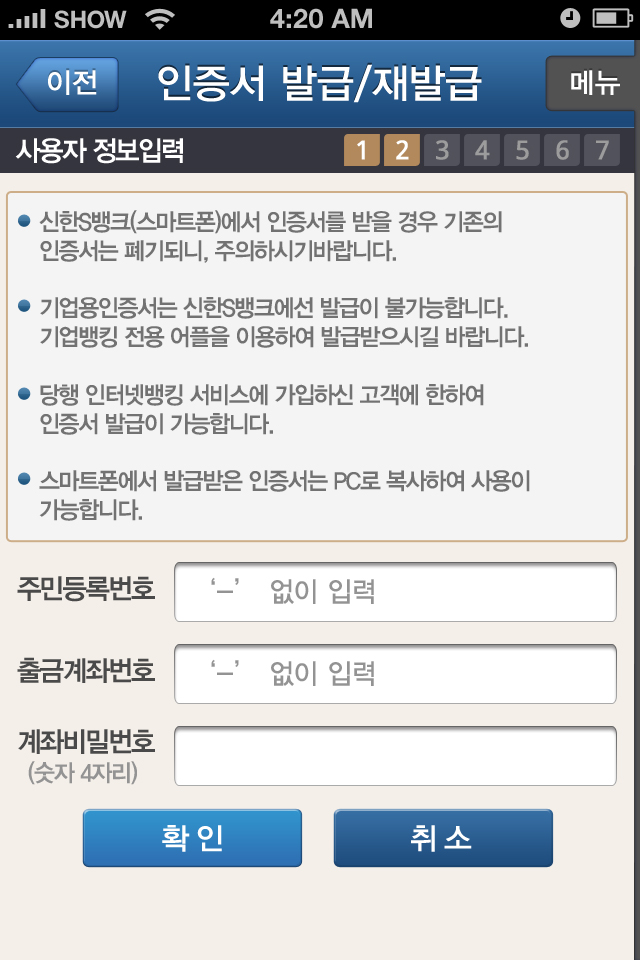 SHOW 4:20 AM
이전 인증서 발급/재발급 메뉴
사용자 정보입력 1 2 3 4 5 6 7
신한S뱅크(스마트폰)에서 인증서를 받을 경우 기존의
인증서는 폐기되니, 주의하시기바랍니다.
기업용인증서는 신한S뱅크에선 발급이 불가능합니다.
기업뱅킹 전용 어플을 이용하여 발급받으시길 바랍니다.
당행 인터넷뱅킹 서비스에 가입하신 고객에 한하여
인증서 발급이 가능합니다.
스마트폰에서 발급받은 인증서는 PC로 복사하여 사용이
가능합니다.
주민등록번호 ‘–’ 없이 입력
출금계좌번호 ‘–’ 없이 입력
계좌비밀번호
(숫자 4자리)
확인 취소